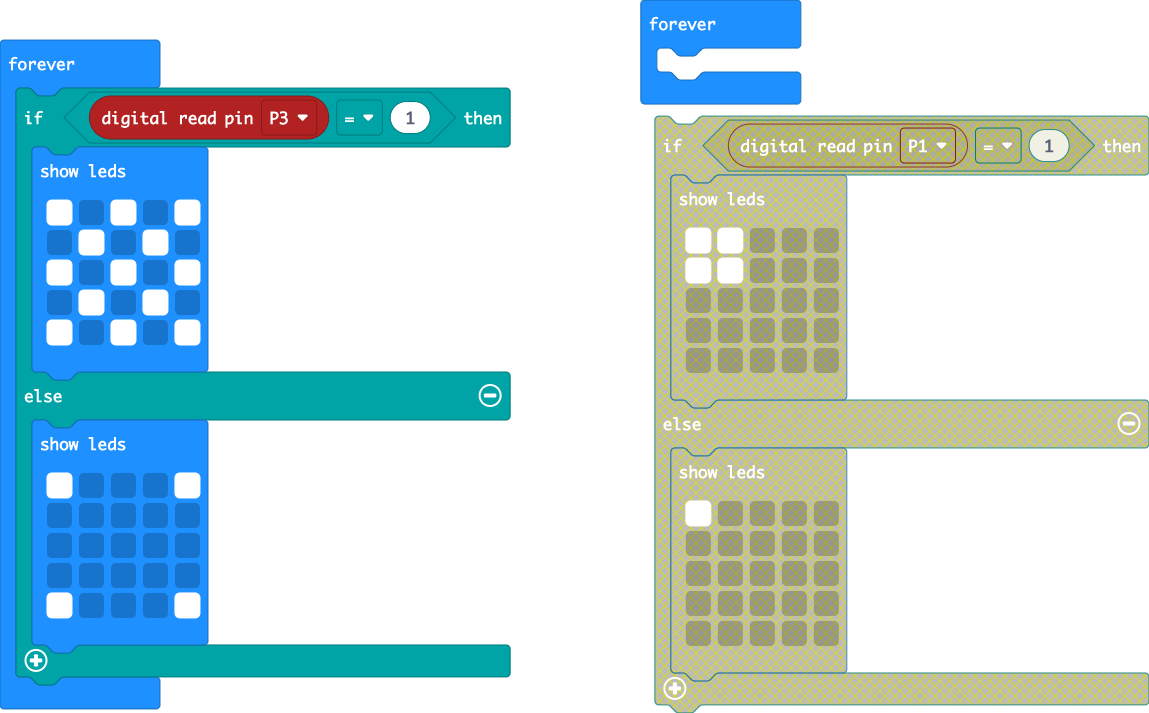 forever
if digital read pin P3 = 1 then
show leds
else
show leds
forever
if digital read pin P1 = 1 then
show leds
else
show leds